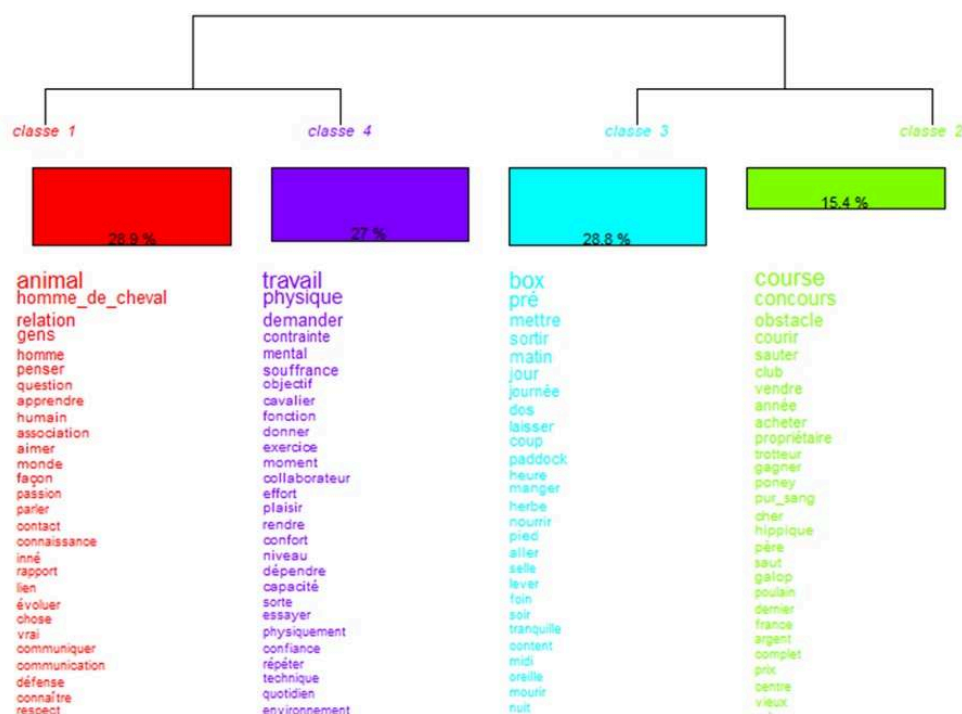 classe 1
classe 4
classe 3
classe 2
28.9 %
27 %
28.8 %
15.4 %
animal
homme_de_cheval
relation
gens
homme
penser
question
apprendre
humain
association
aimer
monde
façon
passion
parler
contact
connaissance
inné
rapport
lien
évoluer
chose
vrai
communiquer
communication
défense
connaître
respect
travail
physique
demander
contrainte
mental
souffrance
objectif
cavalier
fonction
donner
exercice
moment
collaborateur
effort
plaisir
rendre
confort
niveau
dépendre
capacité
sorte
essayer
physiquement
confiance
répéter
technique
quotidien
environnement
box
pré
mettre
sortir
matin
jour
journée
dos
laisser
coup
paddock
heure
manger
herbe
nourrir
pied
aller
selle
lever
foin
soir
tranquille
content
midi
oreille
mourir
nuit
course
concours
obstacle
courir
sauter
club
vendre
année
acheter
propriétaire
trotteur
gagner
poney
pur_sang
cher
hippique
père
saut
galop
poulain
dernier
france
argent
complet
prix
centre
vieux